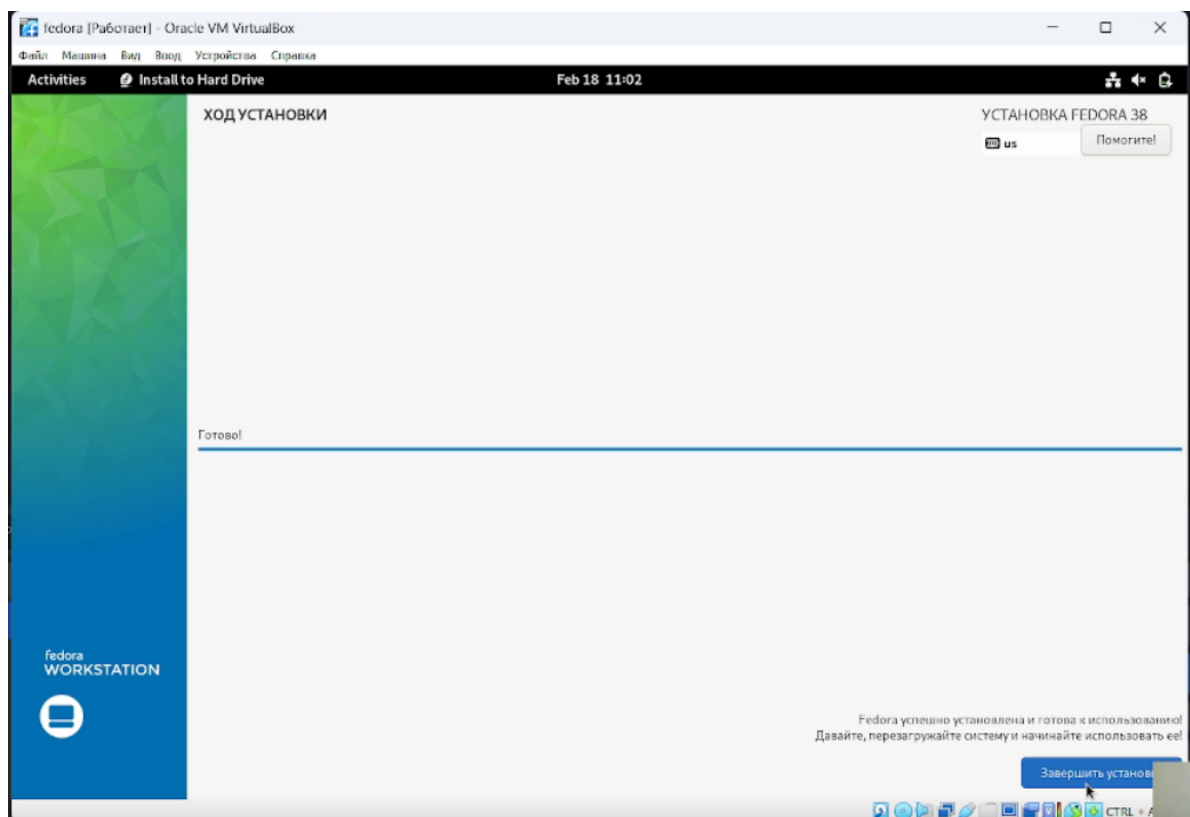 fedora [Работает] - Oracle VM VirtualBox
Файл Машина Вид Ввод Устройства Справка
Activities Install to Hard Drive Feb 18 11:02
ХОД УСТАНОВКИ
УСТАНОВКА FEDORA 38
us
Помогите!
Готово!
fedora
WORKSTATION
Fedora успешно установлена и готова к использованию!
Давайте, перезагружайте систему и начинайте использовать ее!
Завершить
CTRL +